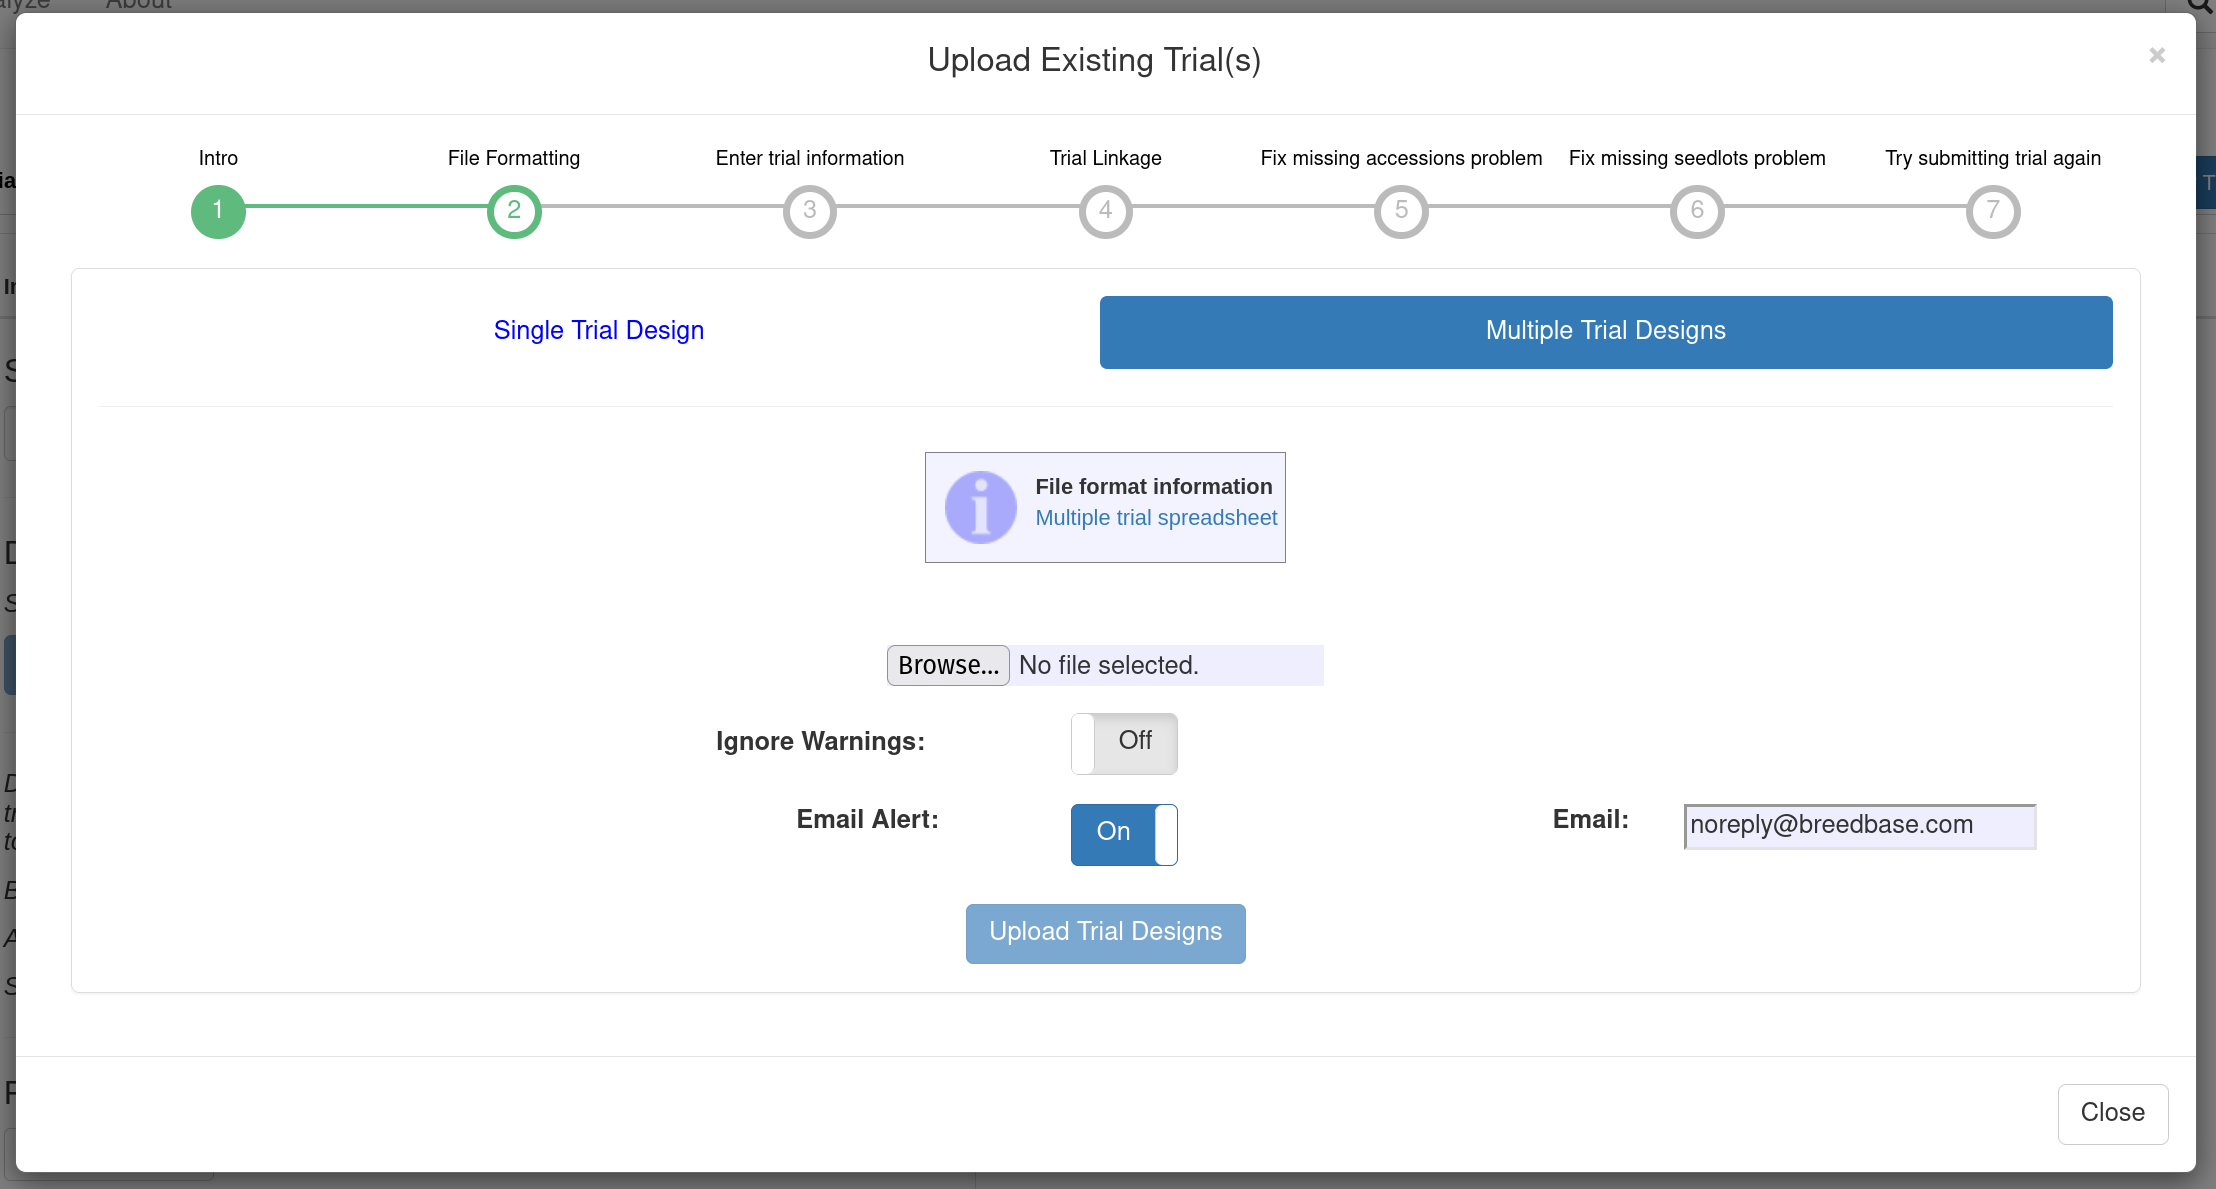 About
Upload Existing Trial(s)
×
Intro
File Formatting
Enter trial information
Trial Linkage
Fix missing accessions problem
Fix missing seedlots problem
Try submitting trial again
1
2
3
4
5
6
7
Single Trial Design
Multiple Trial Designs
File format information
Multiple trial spreadsheet
Browse... No file selected.
Ignore Warnings: Off
Email Alert: On
Email: noreply@breedbase.com
Upload Trial Designs
Close